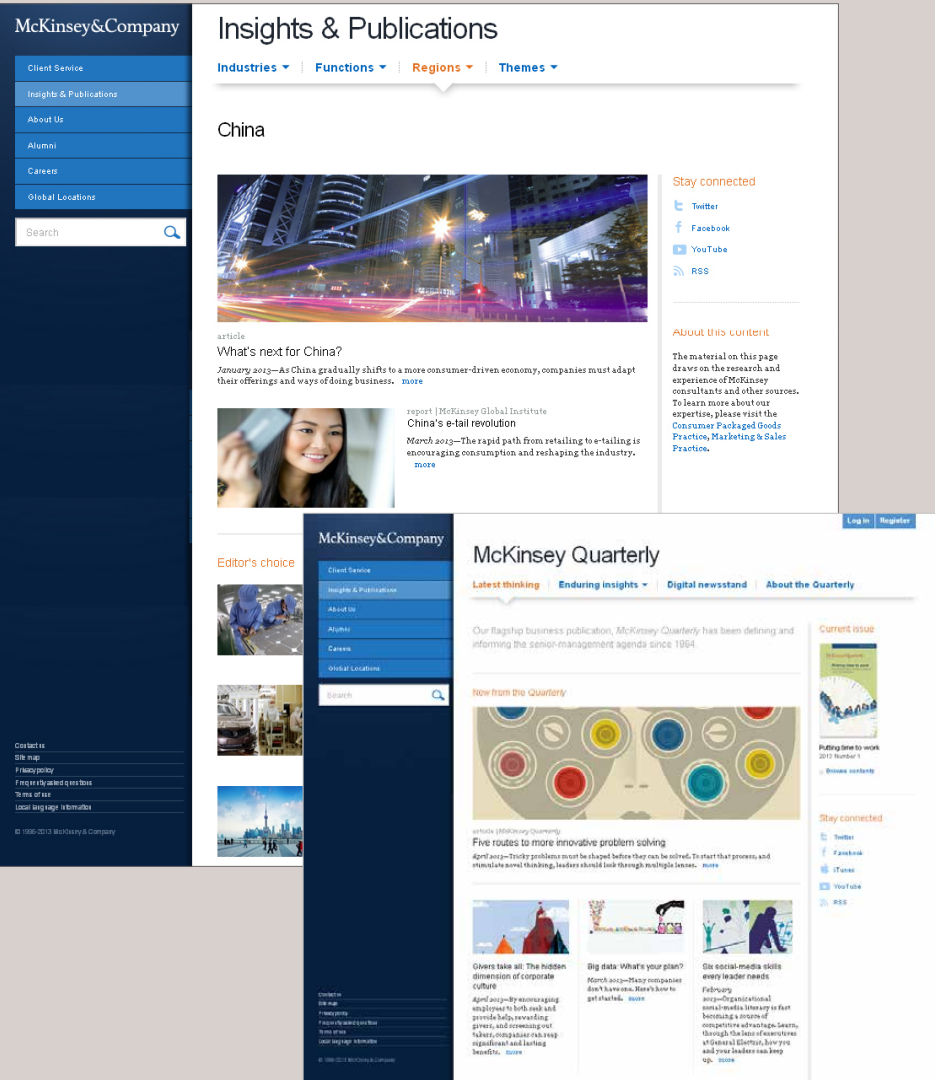 McKinsey&Company
Client Service
Insights & Publications
About Us
Alumni
Careers
Global Locations
Search
Contact us
Site map
Privacy policy
Frequently asked questions
Terms of use
Local language information
© 1996-2013 McKinsey & Company
Insights & Publications
Industries
Functions
Regions
Themes
China
article
What's next for China?
January 2013—As China gradually shifts to a more consumer-driven economy, companies must adapt
their offerings and ways of doing business. more
report | McKinsey Global Institute
China's e-tail revolution
March 2013—The rapid path from retailing to e-tailing is
encouraging consumption and reshaping the industry.
more
Editor's choice
Stay connected
Twitter
Facebook
YouTube
RSS
About this content
The material on this page
draws on the research and
experience of McKinsey
consultants and other sources.
To learn more about our
expertise, please visit the
Consumer Packaged Goods
Practice, Marketing & Sales
Practice.
Log in
Register
McKinsey&Company
Client Service
Insights & Publications
About Us
Alumni
Careers
Global Locations
Search
Contact us
Site map
Privacy policy
Frequently asked questions
Terms of use
Local language information
© 1996-2013 McKinsey & Company
McKinsey Quarterly
Latest thinking
Enduring insights
Digital newsstand
About the Quarterly
Our flagship business publication, McKinsey Quarterly has been defining and
informing the senior-management agenda since 1964.
New from the Quarterly
article | McKinsey Quarterly
Five routes to more innovative problem solving
April 2013—Tricky problems must be shaped before they can be solved. To start that process, and
stimulate novel thinking, leaders should look through multiple lenses. more
Givers take all: The hidden
dimension of corporate
culture
April 2013—By encouraging
employees to both seek and
provide help, rewarding
givers, and screening out
takers, companies can reap
significant and lasting
benefits. more
Big data: What's your plan?
March 2013—Many companies
don't have one. Here's how to
get started. more
Six social-media skills
every leader needs
February
2013—Organizational
social-media literacy is fast
becoming a source of
competitive advantage. Learn,
through the lens of executives
at General Electric, how you
and your leaders can keep
up. more
Current issue
Putting time to work
2013 Number 1
Browse contents
Stay connected
Twitter
Facebook
iTunes
YouTube
RSS